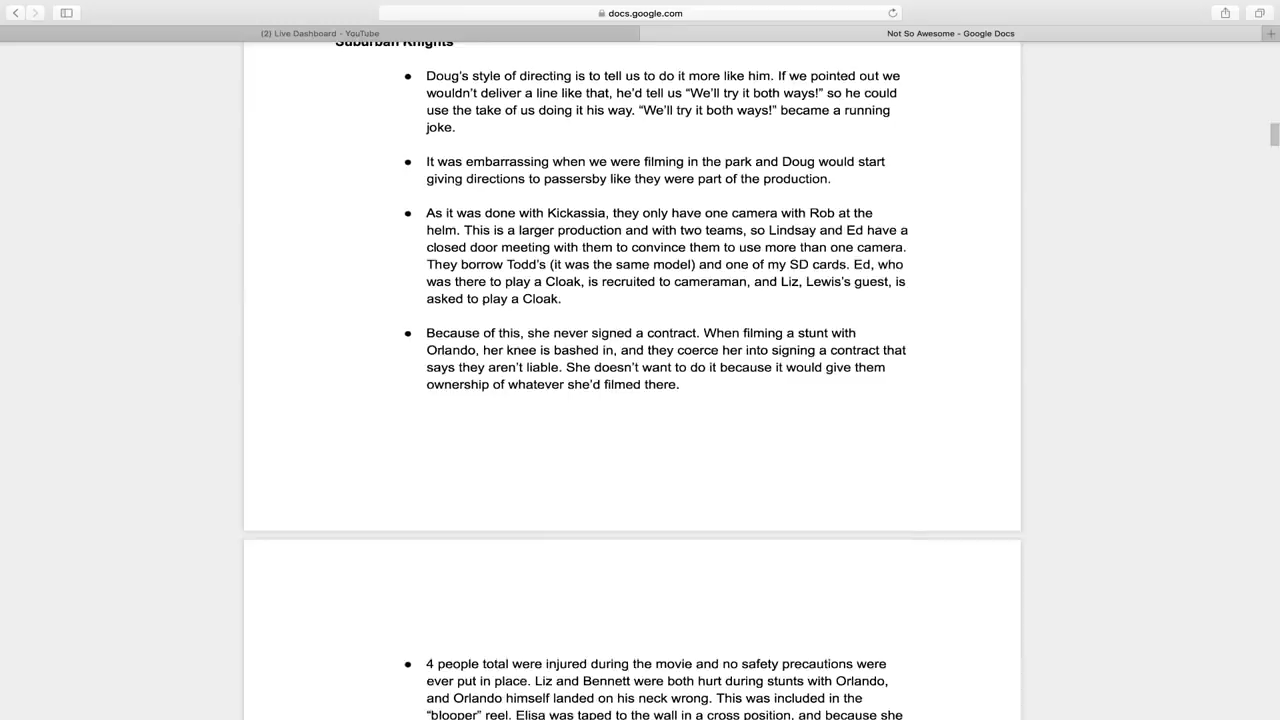 docs.google.com
(2) Live Dashboard - YouTube
Not So Awesome - Google Docs
Suburban Knights
● Doug's style of directing is to tell us to do it more like him. If we pointed out we
wouldn't deliver a line like that, he'd tell us “We'll try it both ways!” so he could
use the take of us doing it his way. “We'll try it both ways!” became a running
joke.
● It was embarrassing when we were filming in the park and Doug would start
giving directions to passersby like they were part of the production.
● As it was done with Kickassia, they only have one camera with Rob at the
helm. This is a larger production and with two teams, so Lindsay and Ed have a
closed door meeting with them to convince them to use more than one camera.
They borrow Todd's (it was the same model) and one of my SD cards. Ed, who
was there to play a Cloak, is recruited to cameraman, and Liz, Lewis's guest, is
asked to play a Cloak.
● Because of this, she never signed a contract. When filming a stunt with
Orlando, her knee is bashed in, and they coerce her into signing a contract that
says they aren't liable. She doesn't want to do it because it would give them
ownership of whatever she'd filmed there.
● 4 people total were injured during the movie and no safety precautions were
ever put in place. Liz and Bennett were both hurt during stunts with Orlando,
and Orlando himself landed on his neck wrong. This was included in the
“blooper” reel. Elisa was taped to the wall in a cross position, and because she